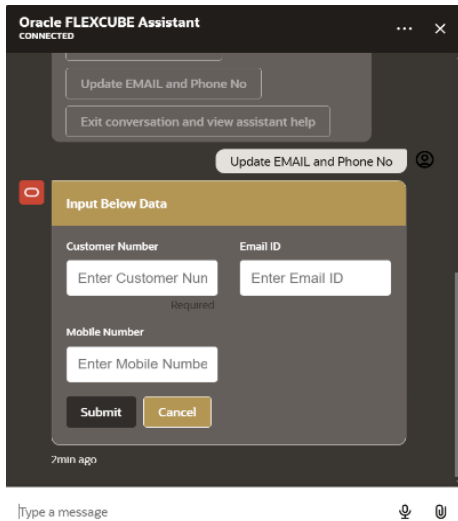 Oracle FLEXCUBE Assistant
CONNECTED
Update EMAIL and Phone No
Exit conversation and view assistant help
Update EMAIL and Phone No
Input Below Data
Customer Number Email ID
Enter Customer Num Enter Email ID
Required
Mobile Number
Enter Mobile Numbe
Submit Cancel
2min ago
Type a message